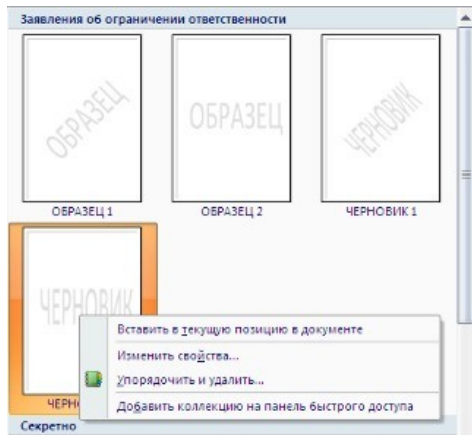 Заявления об ограничении ответственности
ОБРАЗЕЦ
ОБРАЗЕЦ
ЧЕРНОВИК
ОБРАЗЕЦ 1
ОБРАЗЕЦ 2
ЧЕРНОВИК 1
ЧЕРНОВИК
Вставить в текущую позицию в документе
Изменить свойства...
Упорядочить и удалить...
Добавить коллекцию на панель быстрого доступа
Секретно